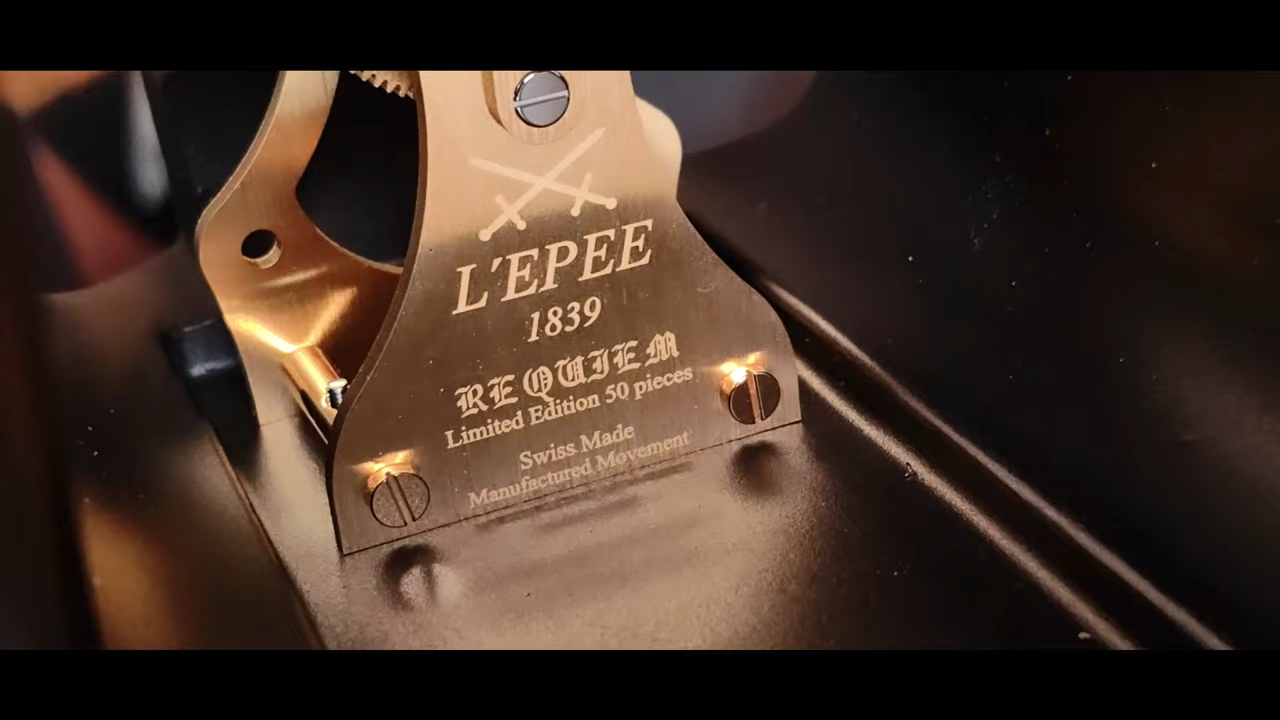 L'EPEE
1839
REQUIEM
Limited Edition 50 pieces
Swiss Made
Manufactured Movement